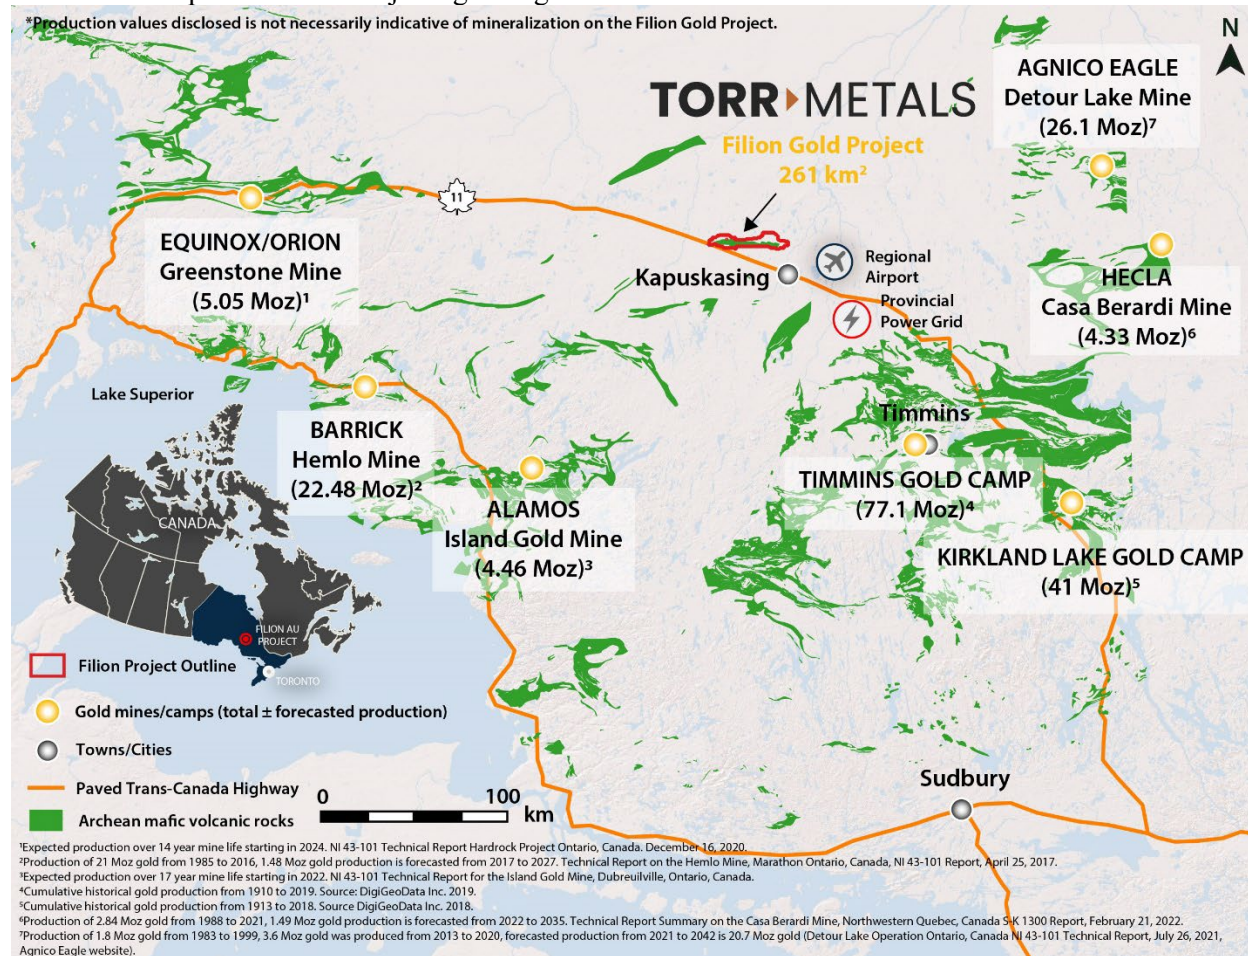 *Production values disclosed is not necessarily indicative of mineralization on the Filion Gold Project.
N
TORR METALS
Filion Gold Project
261 km²
AGNICO EAGLE
Detour Lake Mine
(26.1 Moz)⁷
11
EQUINOX/ORION
Greenstone Mine
(5.05 Moz)¹
Kapuskasing
Regional
Airport
Provincial
Power Grid
HECLA
Casa Berardi Mine
(4.33 Moz)⁶
Lake Superior
BARRICK
Hemlo Mine
(22.48 Moz)²
ALAMOS
Island Gold Mine
(4.46 Moz)³
Timmins
TIMMINS GOLD CAMP
(77.1 Moz)⁴
KIRKLAND LAKE GOLD CAMP
(41 Moz)⁵
CANADA
FILION AU
PROJECT
TORONTO
Filion Project Outline
Gold mines/camps (total ± forecasted production)
Towns/Cities
Paved Trans-Canada Highway
Archean mafic volcanic rocks
0 100
km
Sudbury
¹Expected production over 14 year mine life starting in 2024. NI 43-101 Technical Report Hardrock Project Ontario, Canada. December 16, 2020.
²Production of 21 Moz gold from 1985 to 2016, 1.48 Moz gold production is forecasted from 2017 to 2027. Technical Report on the Hemlo Mine, Marathon Ontario, Canada, NI 43-101 Report, April 25, 2017.
³Expected production over 17 year mine life starting in 2022. NI 43-101 Technical Report for the Island Gold Mine, Dubreuilville, Ontario, Canada.
⁴Cumulative historical gold production from 1910 to 2019. Source: DigiGeoData Inc. 2019.
⁵Cumulative historical gold production from 1913 to 2018. Source DigiGeoData Inc. 2018.
⁶Production of 2.84 Moz gold from 1988 to 2021, 1.49 Moz gold production is forecasted from 2022 to 2035. Technical Report Summary on the Casa Berardi Mine, Northwestern Quebec, Canada S-K 1300 Report, February 21, 2022.
⁷Production of 1.8 Moz gold from 1983 to 1999, 3.6 Moz gold was produced from 2013 to 2020, forecasted production from 2021 to 2042 is 20.7 Moz gold (Detour Lake Operation Ontario, Canada NI 43-101 Technical Report, July 26, 2021,
Agnico Eagle website).